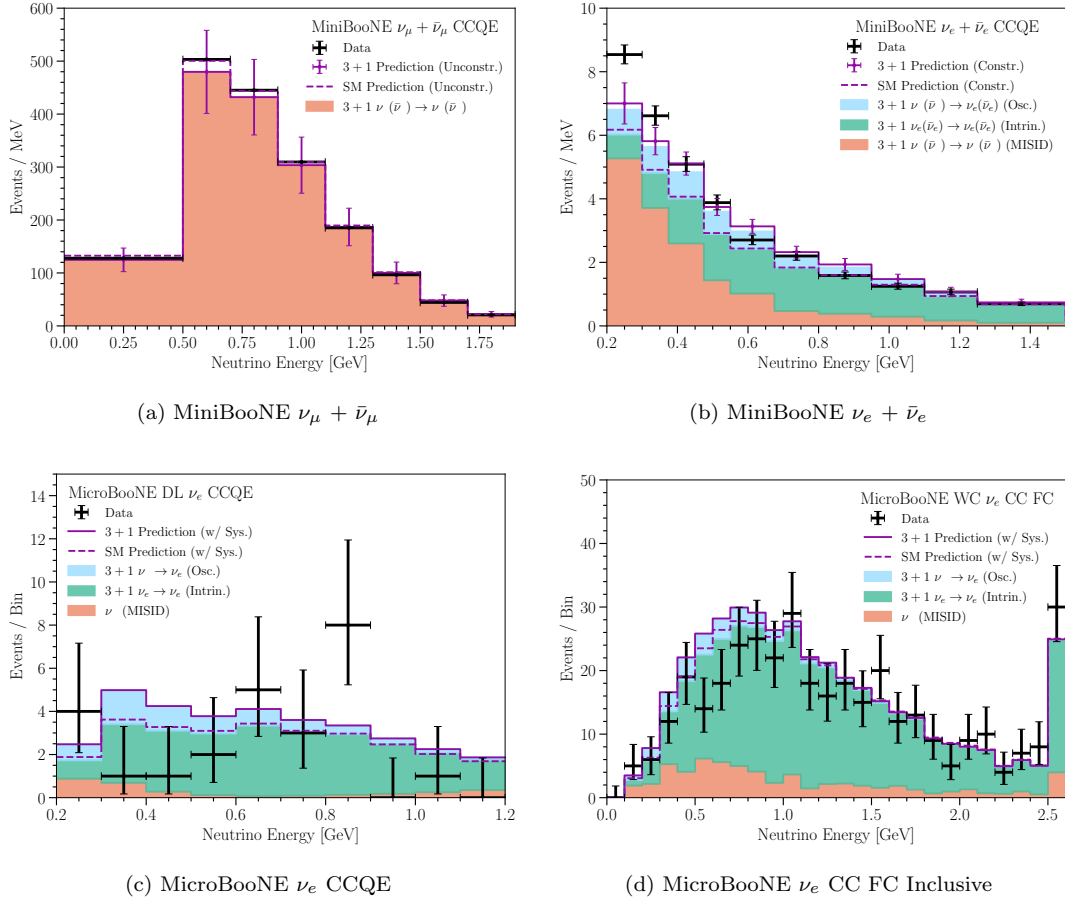 MiniBooNE νμ + ν̄μ CCQE
Data
3 + 1 Prediction (Unconstr.)
SM Prediction (Unconstr.)
3 + 1 ν (ν̄ ) → ν (ν̄ )
Events / MeV
600
500
400
300
200
100
0
0.00 0.25 0.50 0.75 1.00 1.25 1.50 1.75
Neutrino Energy [GeV]
(a) MiniBooNE νμ + ν̄μ
MiniBooNE νe + ν̄e CCQE
Data
3 + 1 Prediction (Constr.)
SM Prediction (Constr.)
3 + 1 ν (ν̄ ) → νe(ν̄e) (Osc.)
3 + 1 νe(ν̄e) → νe(ν̄e) (Intrin.)
3 + 1 ν (ν̄ ) → ν (ν̄ ) (MISID)
Events / MeV
10
8
6
4
2
0
0.2 0.4 0.6 0.8 1.0 1.2 1.4
Neutrino Energy [GeV]
(b) MiniBooNE νe + ν̄e
MicroBooNE DL νe CCQE
Data
3 + 1 Prediction (w/ Sys.)
SM Prediction (w/ Sys.)
3 + 1 ν → νe (Osc.)
3 + 1 νe → νe (Intrin.)
ν (MISID)
Events / Bin
14
12
10
8
6
4
2
0
0.2 0.4 0.6 0.8 1.0 1.2
Neutrino Energy [GeV]
(c) MicroBooNE νe CCQE
MicroBooNE WC νe CC FC
Data
3 + 1 Prediction (w/ Sys.)
SM Prediction (w/ Sys.)
3 + 1 ν → νe (Osc.)
3 + 1 νe → νe (Intrin.)
ν (MISID)
Events / Bin
50
40
30
20
10
0
0.0 0.5 1.0 1.5 2.0 2.5
Neutrino Energy [GeV]
(d) MicroBooNE νe CC FC Inclusive